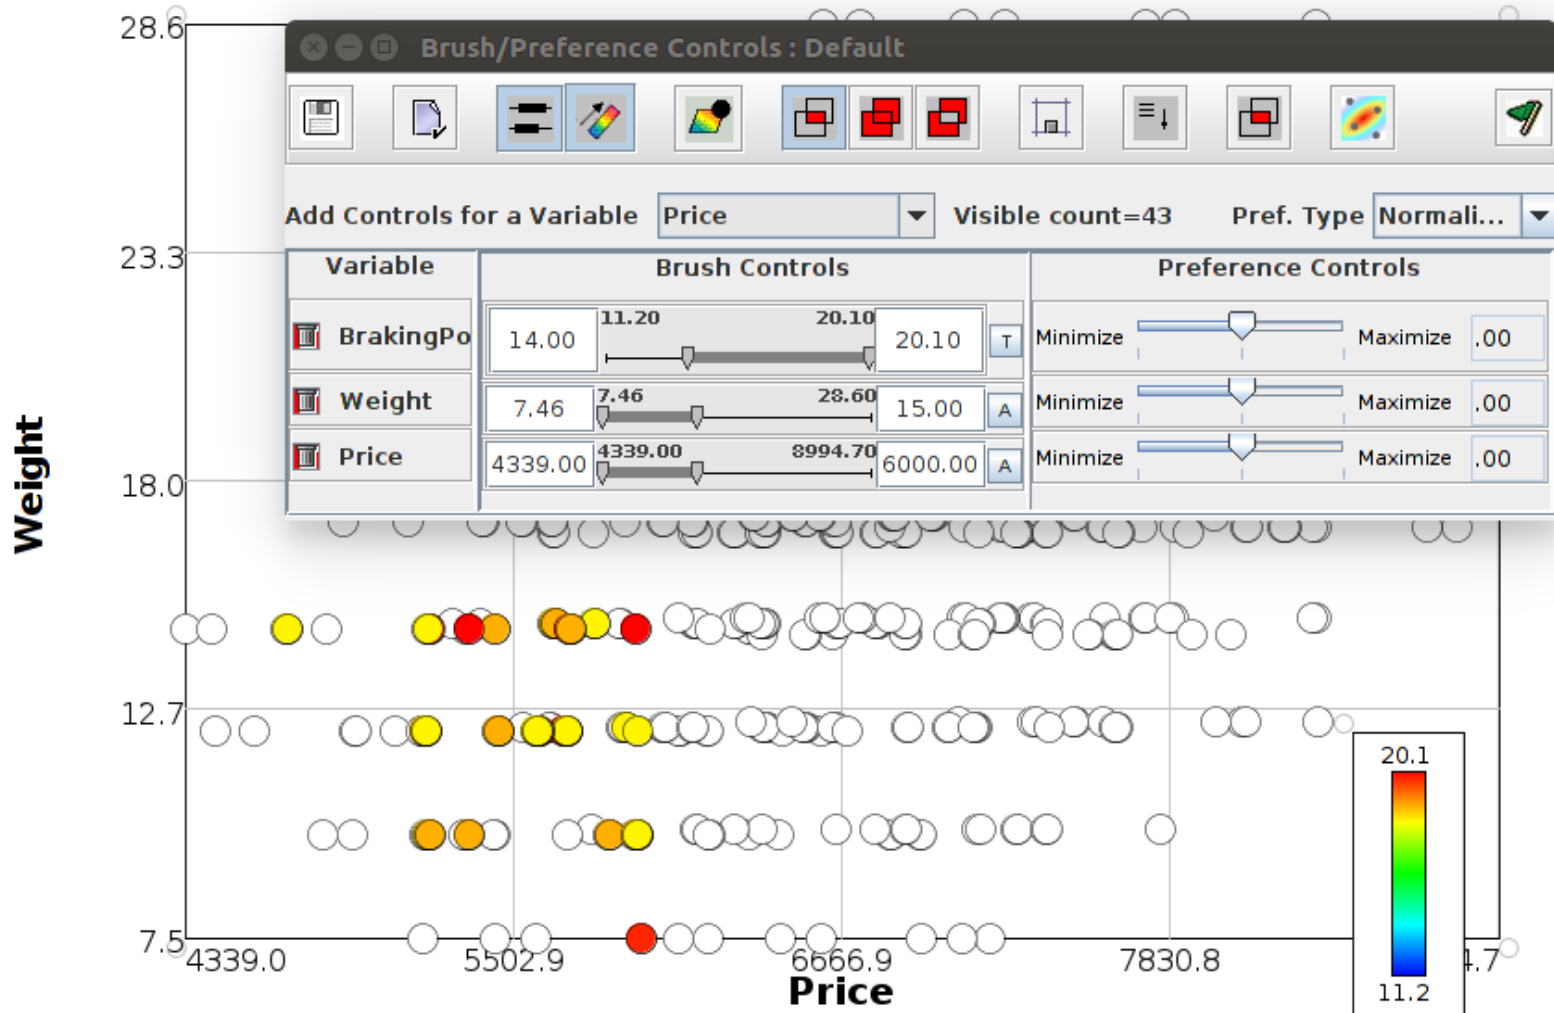 Brush/Preference Controls : Default
Add Controls for a Variable Price Visible count=43 Pref. Type Normali...
Variable Brush Controls Preference Controls
BrakingPo 14.00 11.20 20.10 20.10 T Minimize Maximize .00
Weight 7.46 7.46 28.60 15.00 A Minimize Maximize .00
Price 4339.00 4339.00 8994.70 6000.00 A Minimize Maximize .00
28.6
23.3
18.0
12.7
7.5
Weight
4339.0 5502.9 6666.9 7830.8 4.7
Price
20.1
11.2